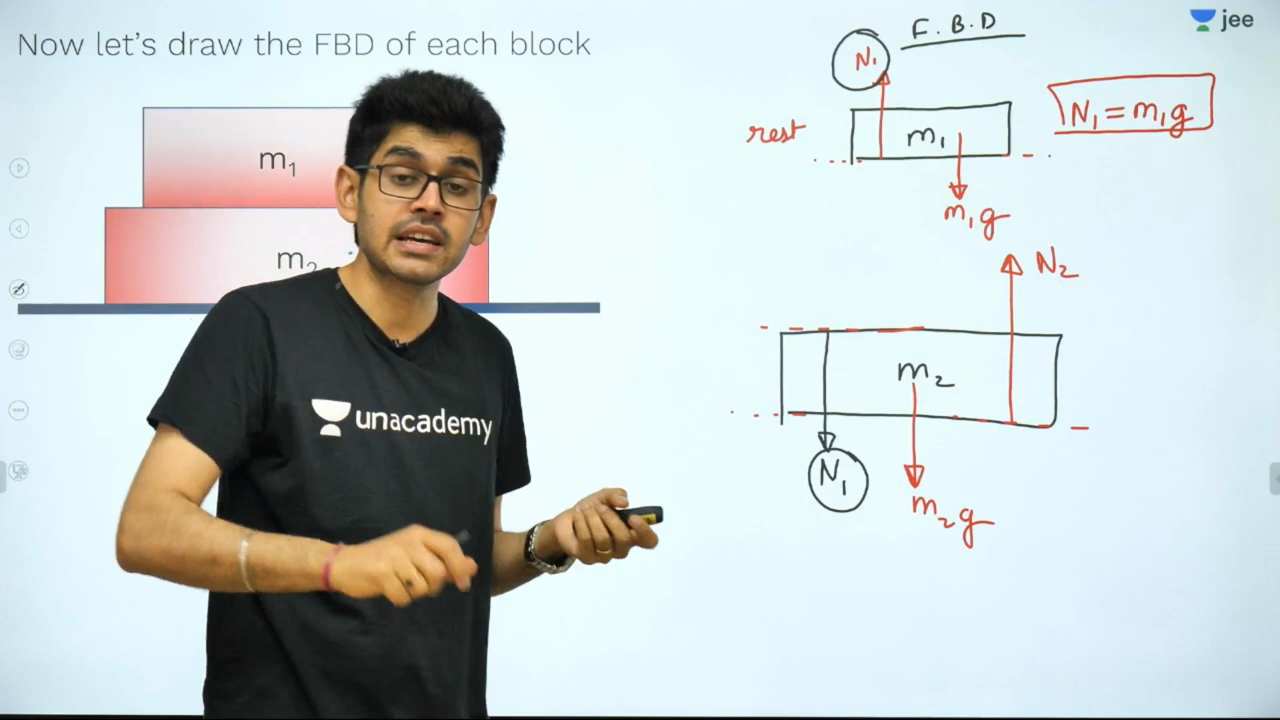 Now let's draw the FBD of each block
m₁
m₂
unacademy
jee
F.B.D
N₁
m₁
N₁ = m₁g
rest
m₁g
N₂
m₂
N₁
m₂g